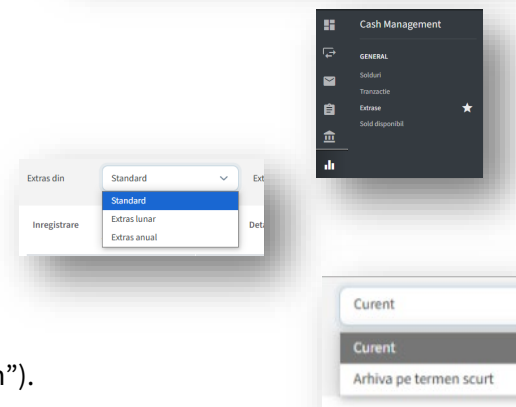 Cash Management
GENERAL
Solduri
Tranzactie
Extrase
Sold disponibil
Extras din
Standard
Standard
Extras lunar
Extras anual
Inregistrare
Curent
Curent
Arhiva pe termen scurt
”).